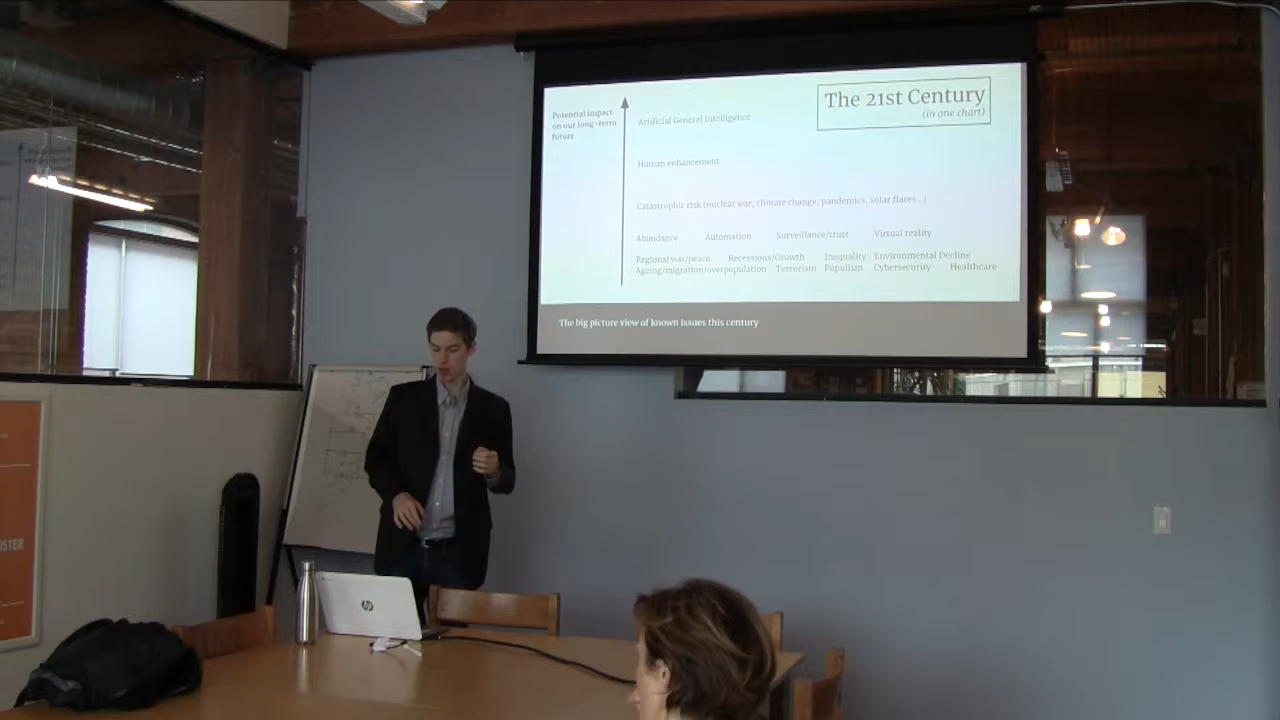 The 21st Century
(in one chart)
Potential impact
on our long-term
future
Artificial General Intelligence
Human enhancement
Catastrophic risk (nuclear war, climate change, pandemics, solar flares...)
Abundance Automation Surveillance/trust Virtual reality
Regional war/peace Recessions/Growth Inequality Environmental Decline
Ageing/migration/overpopulation Terrorism Populism Cybersecurity Healthcare
The big picture view of known issues this century
hp